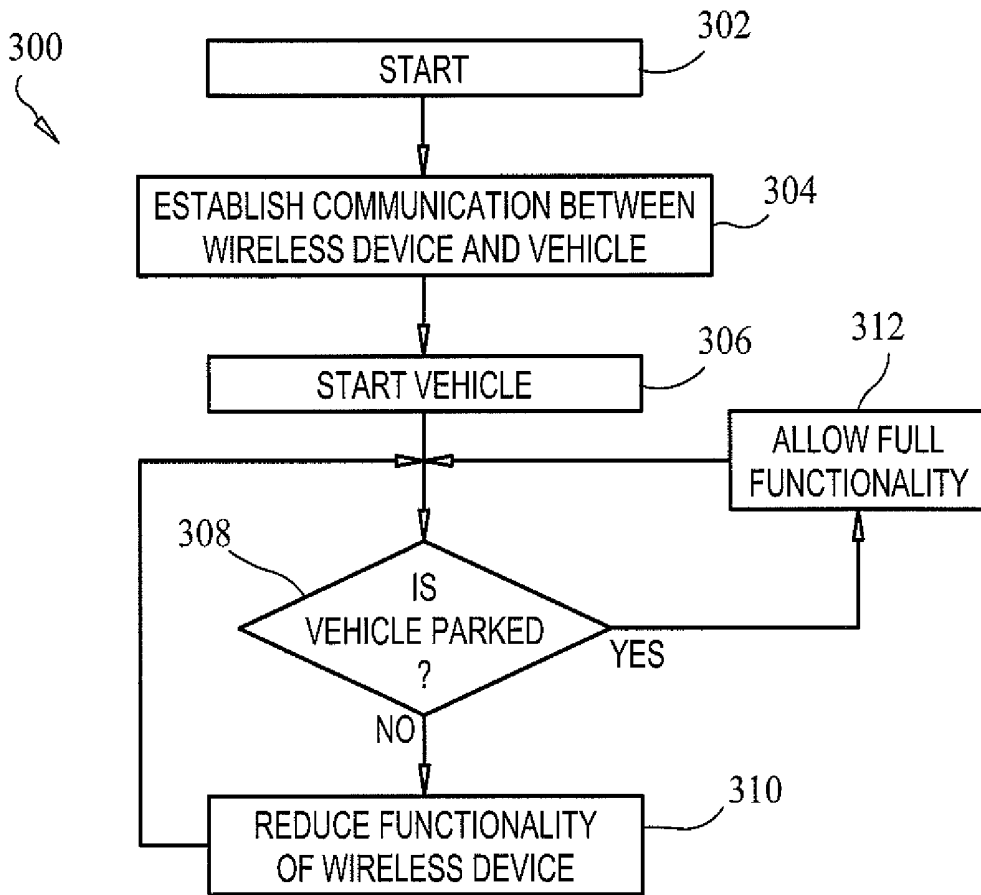 300
302
START
304
ESTABLISH COMMUNICATION BETWEEN
WIRELESS DEVICE AND VEHICLE
306
START VEHICLE
312
ALLOW FULL
FUNCTIONALITY
308
IS
VEHICLE PARKED
?
YES
NO
310
REDUCE FUNCTIONALITY
OF WIRELESS DEVICE